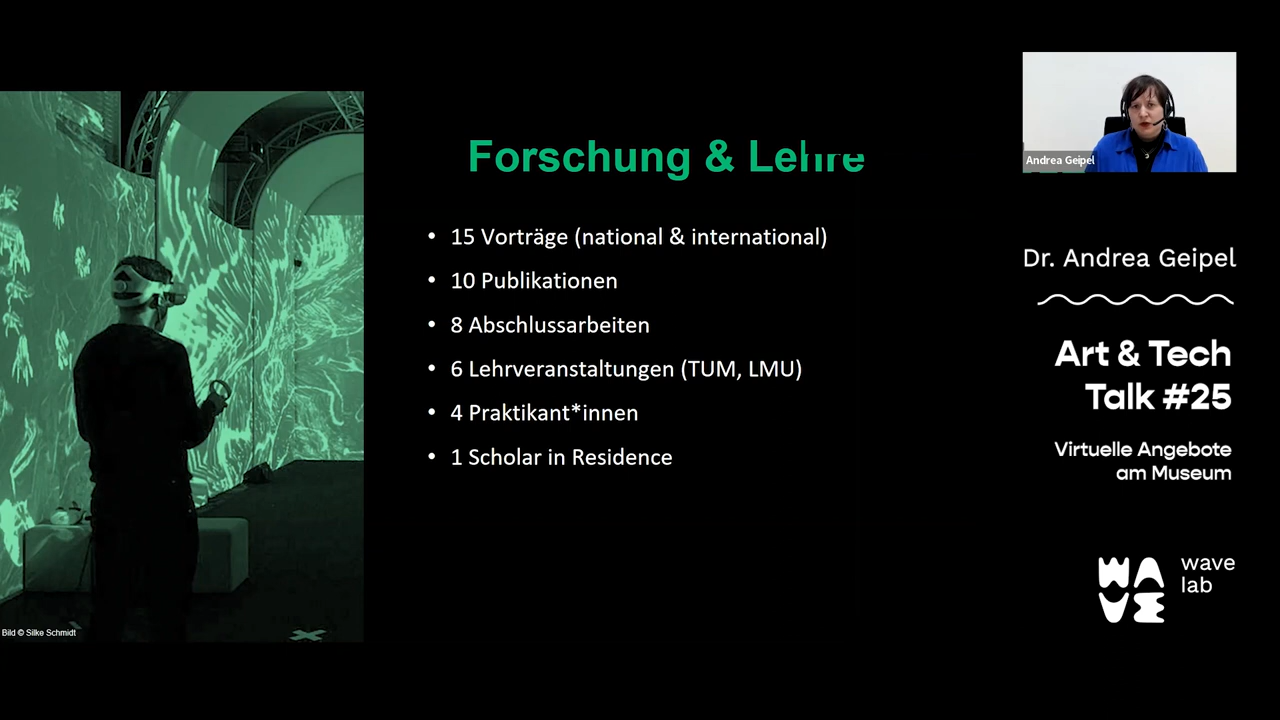 Forschung & Lehre
• 15 Vorträge (national & international)
• 10 Publikationen
• 8 Abschlussarbeiten
• 6 Lehrveranstaltungen (TUM, LMU)
• 4 Praktikant*innen
• 1 Scholar in Residence
Bild © Silke Schmidt
Andrea Geipel
Dr. Andrea Geipel
Art & Tech
Talk #25
Virtuelle Angebote
am Museum
WAVE
wave
lab